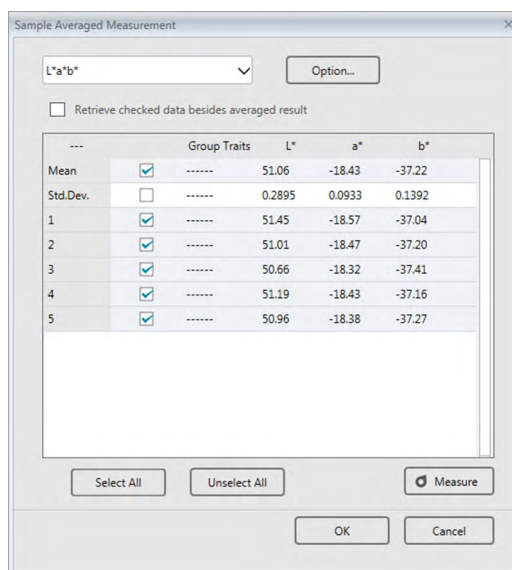 Sample Averaged Measurement
L*a*b*
Option...
Retrieve checked data besides averaged result
--- Group Traits L* a* b*
Mean ------ 51.06 -18.43 -37.22
Std.Dev. ------ 0.2895 0.0933 0.1392
1 ------ 51.45 -18.57 -37.04
2 ------ 51.01 -18.47 -37.20
3 ------ 50.66 -18.32 -37.41
4 ------ 51.19 -18.43 -37.16
5 ------ 50.96 -18.38 -37.27
Select All Unselect All Measure
OK Cancel